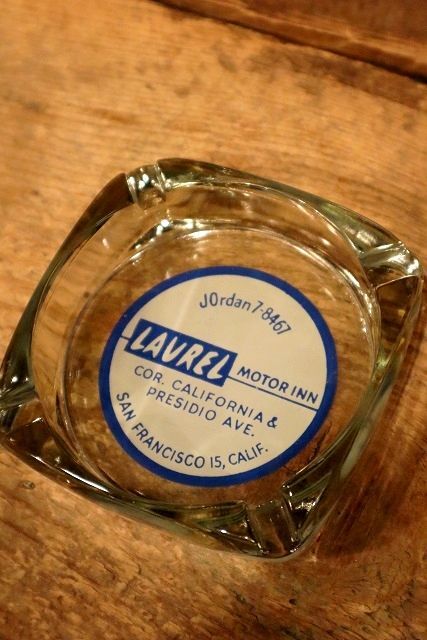 JOrdan 7-8467
LAUREL MOTOR INN
COR. CALIFORNIA &
PRESIDIO AVE.
SAN FRANCISCO 15, CALIF.